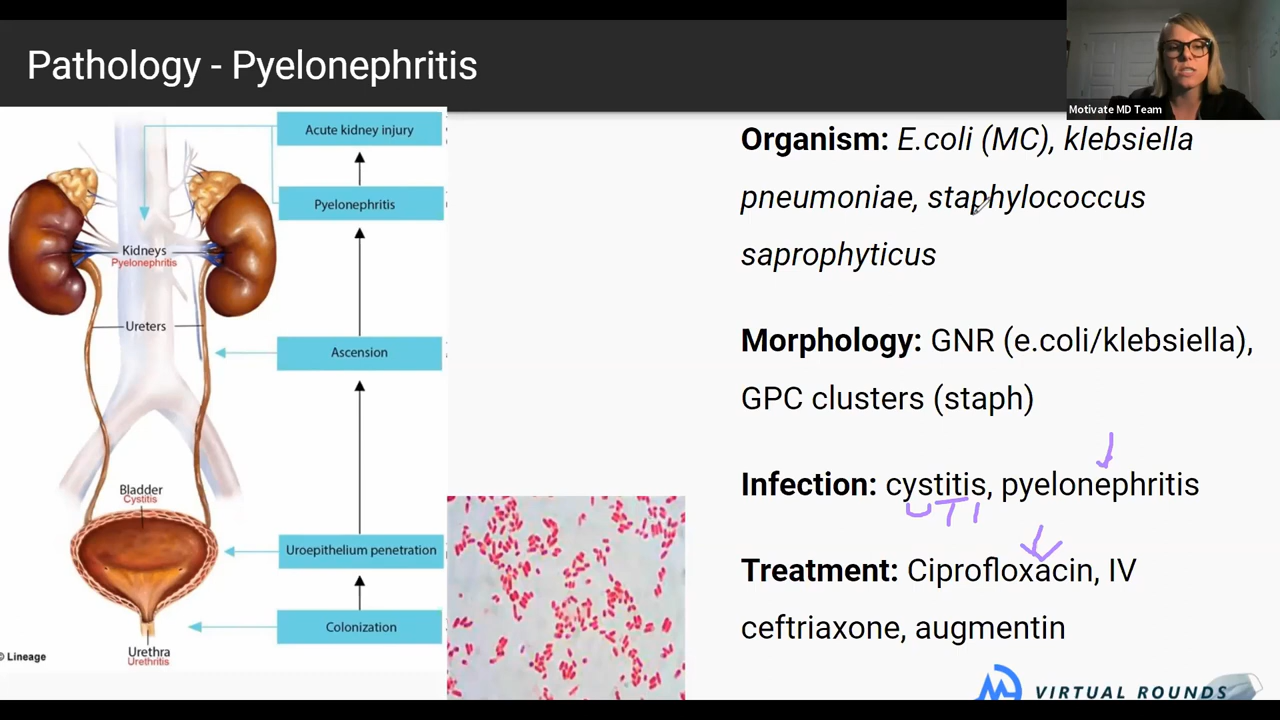 Pathology - Pyelonephritis
Motivate MD Team
Acute kidney injury
Pyelonephritis
Kidneys
Pyelonephritis
Ureters
Ascension
Bladder
Cystitis
Uroepithelium penetration
Colonization
Urethra
Urethritis
© Lineage
Organism: E.coli (MC), klebsiella
pneumoniae, staphylococcus
saprophyticus
Morphology: GNR (e.coli/klebsiella),
GPC clusters (staph)
Infection: cystitis, pyelonephritis
UTI
Treatment: Ciprofloxacin, IV
ceftriaxone, augmentin
VIRTUAL ROUNDS